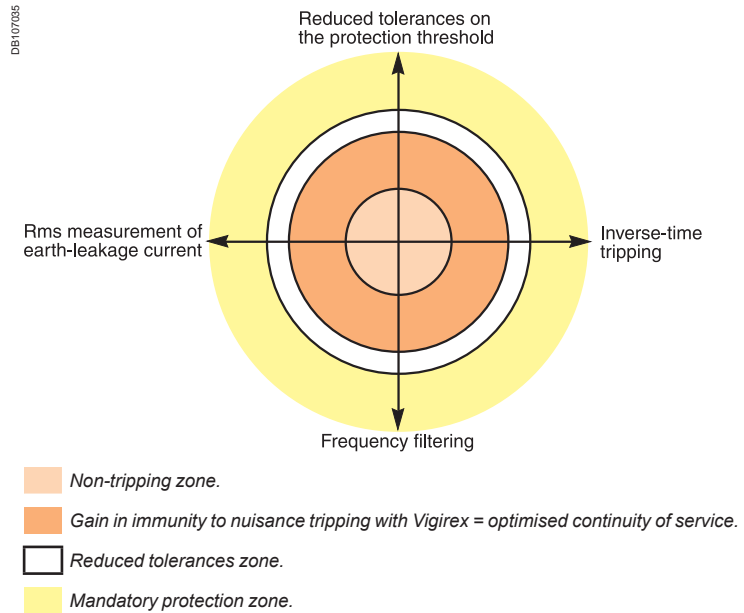 DB107035
Reduced tolerances on
the protection threshold
Rms measurement of
earth-leakage current
Inverse-time
tripping
Frequency filtering
Non-tripping zone.
Gain in immunity to nuisance tripping with Vigirex = optimised continuity of service.
Reduced tolerances zone.
Mandatory protection zone.